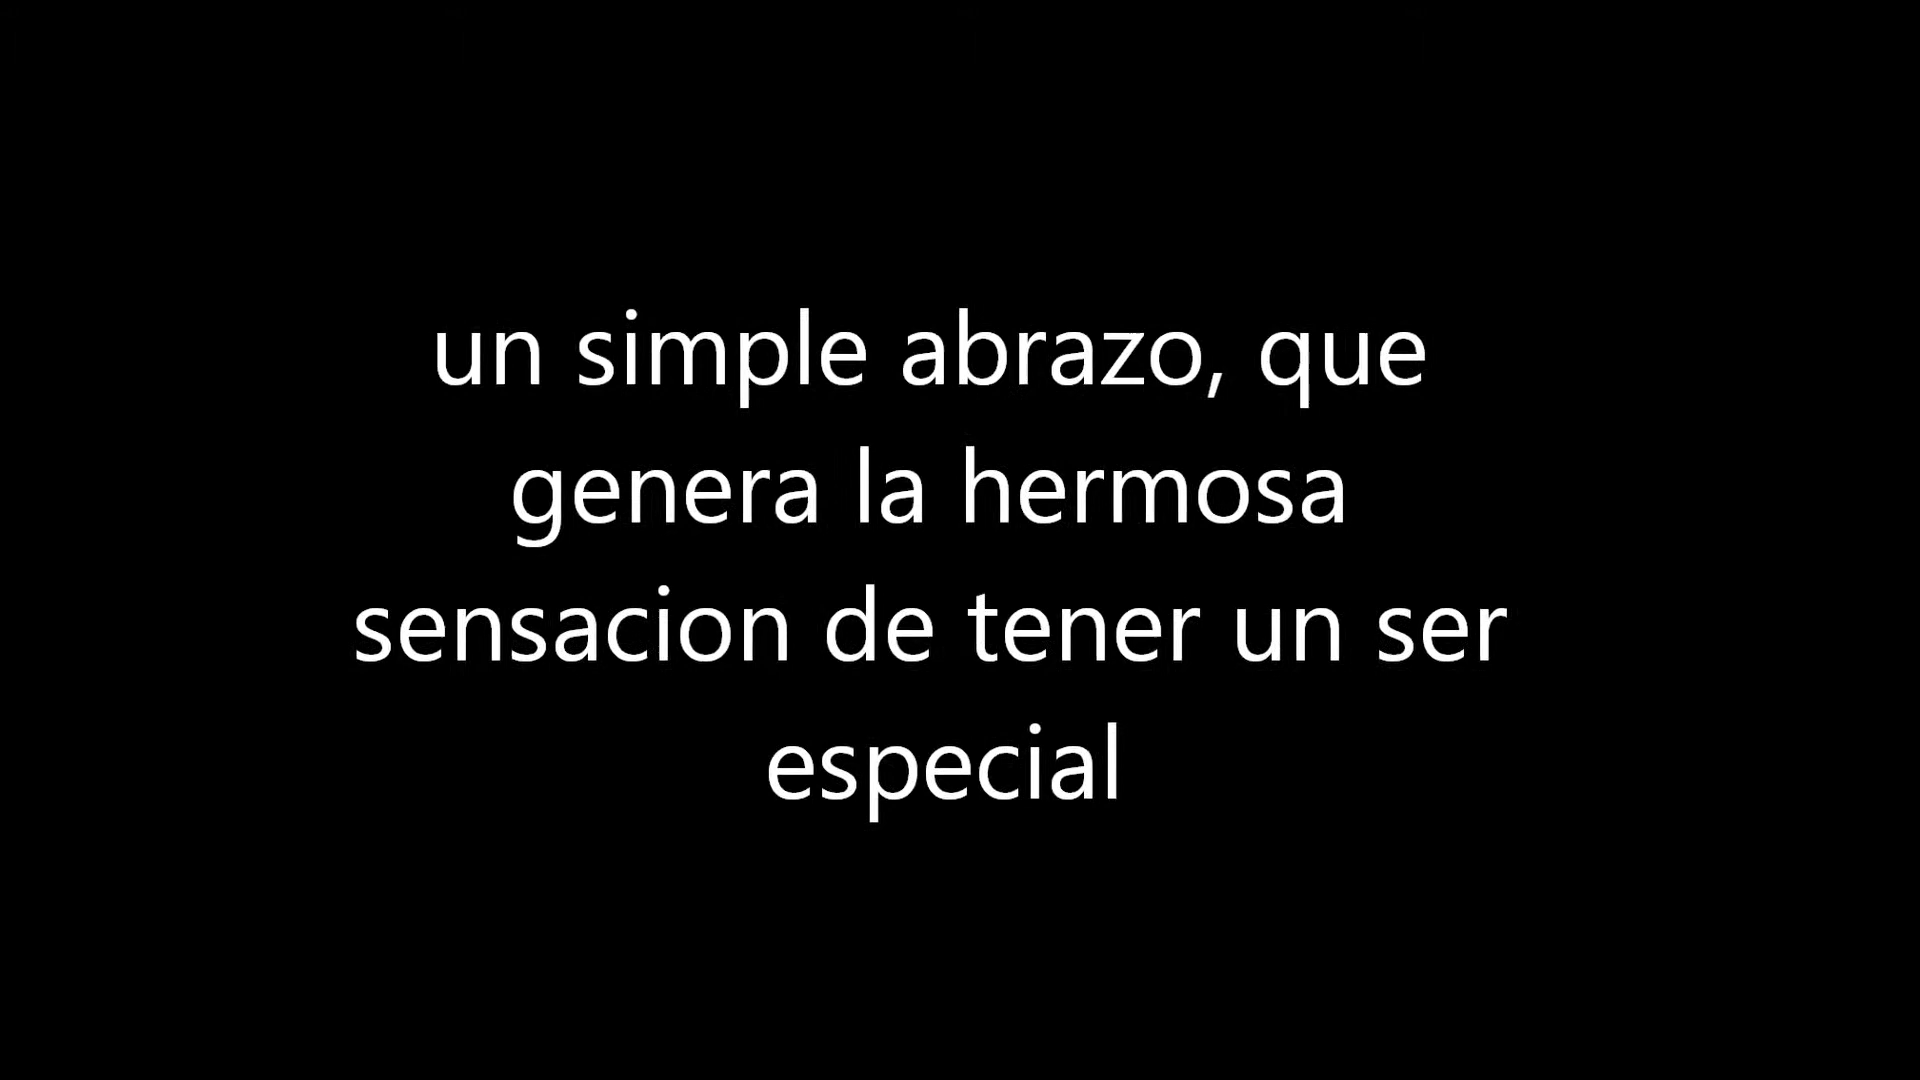 un simple abrazo, que
genera la hermosa
sensacion de tener un ser
especial